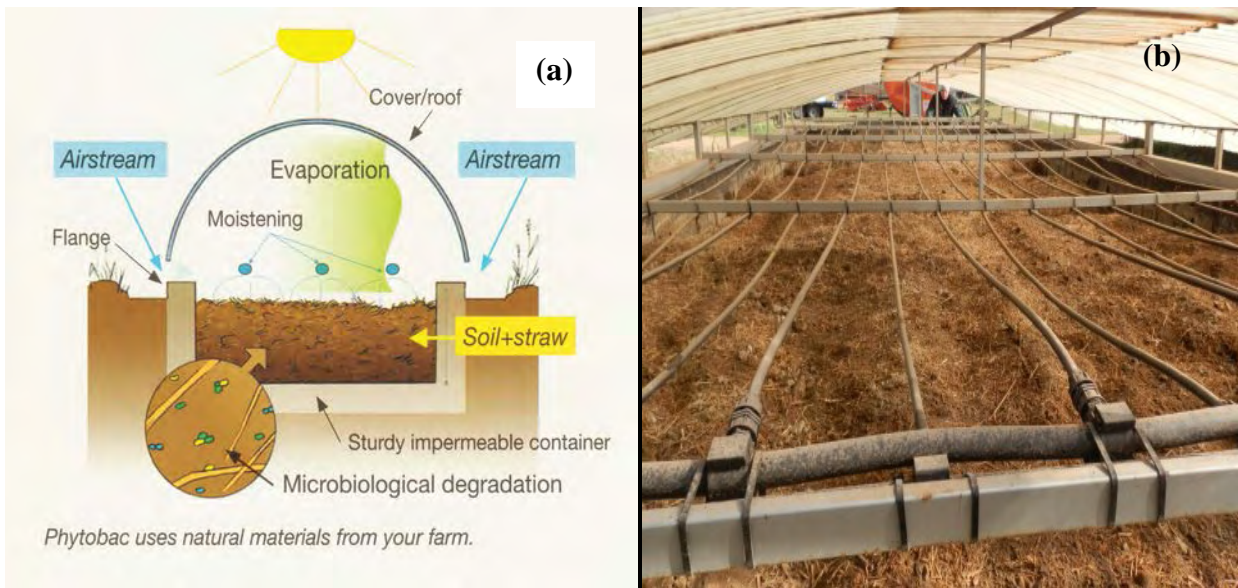 (a)
Cover/roof
Airstream
Airstream
Evaporation
Moistening
Flange
Soil+straw
Sturdy impermeable container
Microbiological degradation
Phytobac uses natural materials from your farm.
(b)